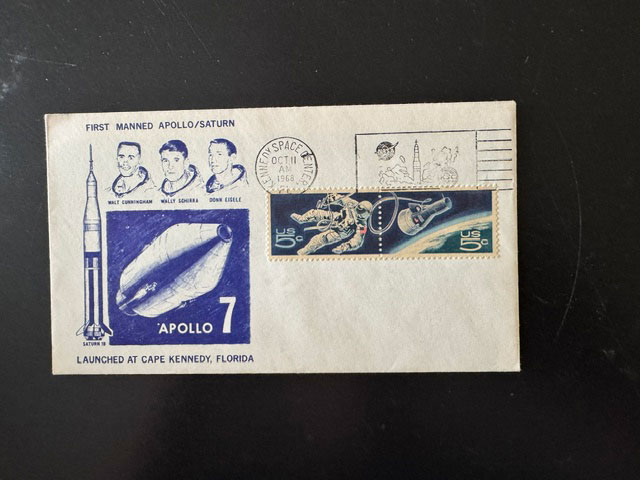 FIRST MANNED APOLLO/SATURN
WALT CUNNINGHAM
WALLY SCHIRRA
DONN EISELE
APOLLO 7
SATURN 1B
LAUNCHED AT CAPE KENNEDY, FLORIDA
KENNEDY SPACE CENTER
OCT 11
AM
1968
US
5c
US
5c